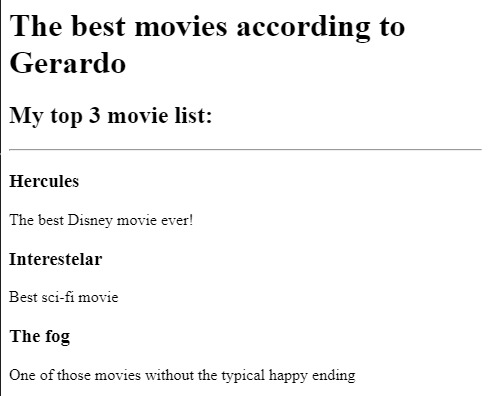 The best movies according to
Gerardo
My top 3 movie list:
Hercules
The best Disney movie ever!
Interestelar
Best sci-fi movie
The fog
One of those movies without the typical happy ending